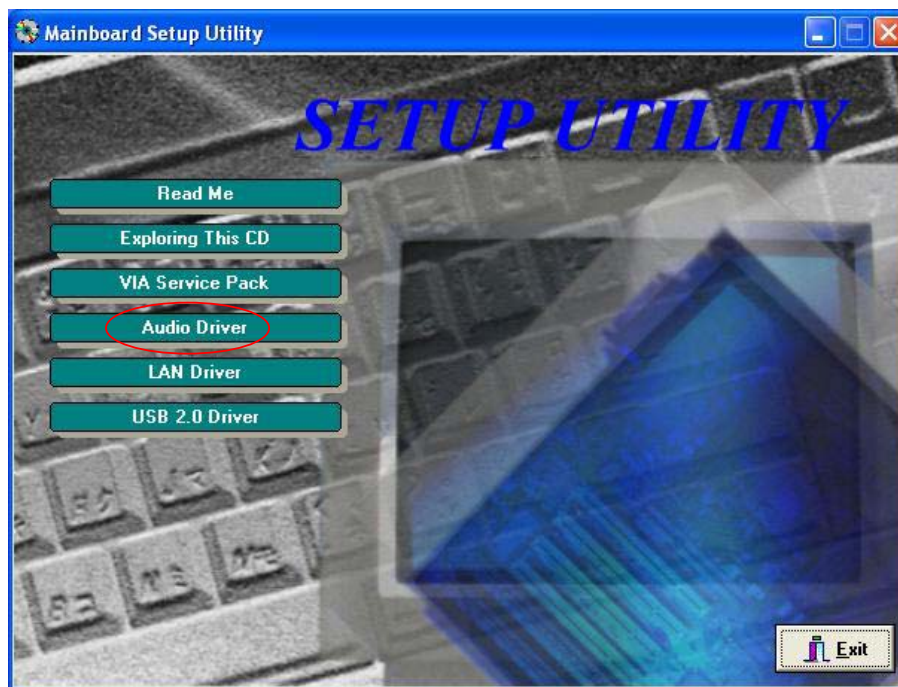 Mainboard Setup Utility
SETUP UTILITY
Read Me
Exploring This CD
VIA Service Pack
Audio Driver
LAN Driver
USB 2.0 Driver
Exit